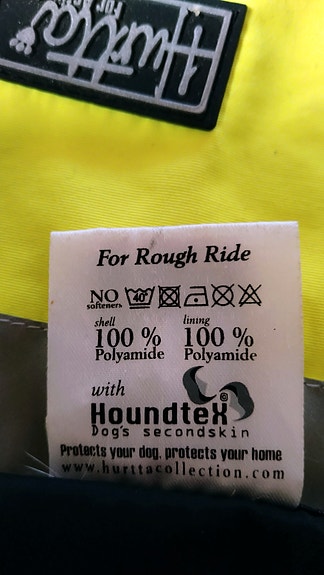 Hurtta
For Rough Ride
NO
softeners
40°
shell lining
100 % 100 %
Polyamide Polyamide
with
Houndtex
Dog's secondskin
Protects your dog, protects your home
www.hurttacollection.com